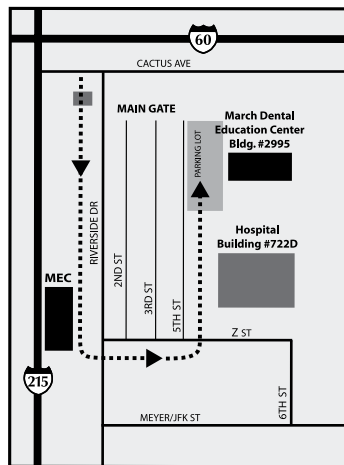 60
CACTUS AVE
MAIN GATE
March Dental
Education Center
Bldg. #2995
PARKING LOT
RIVERSIDE DR
2ND ST
3RD ST
5TH ST
Hospital
Building #722D
MEC
Z ST
215
6TH ST
MEYER/JFK ST